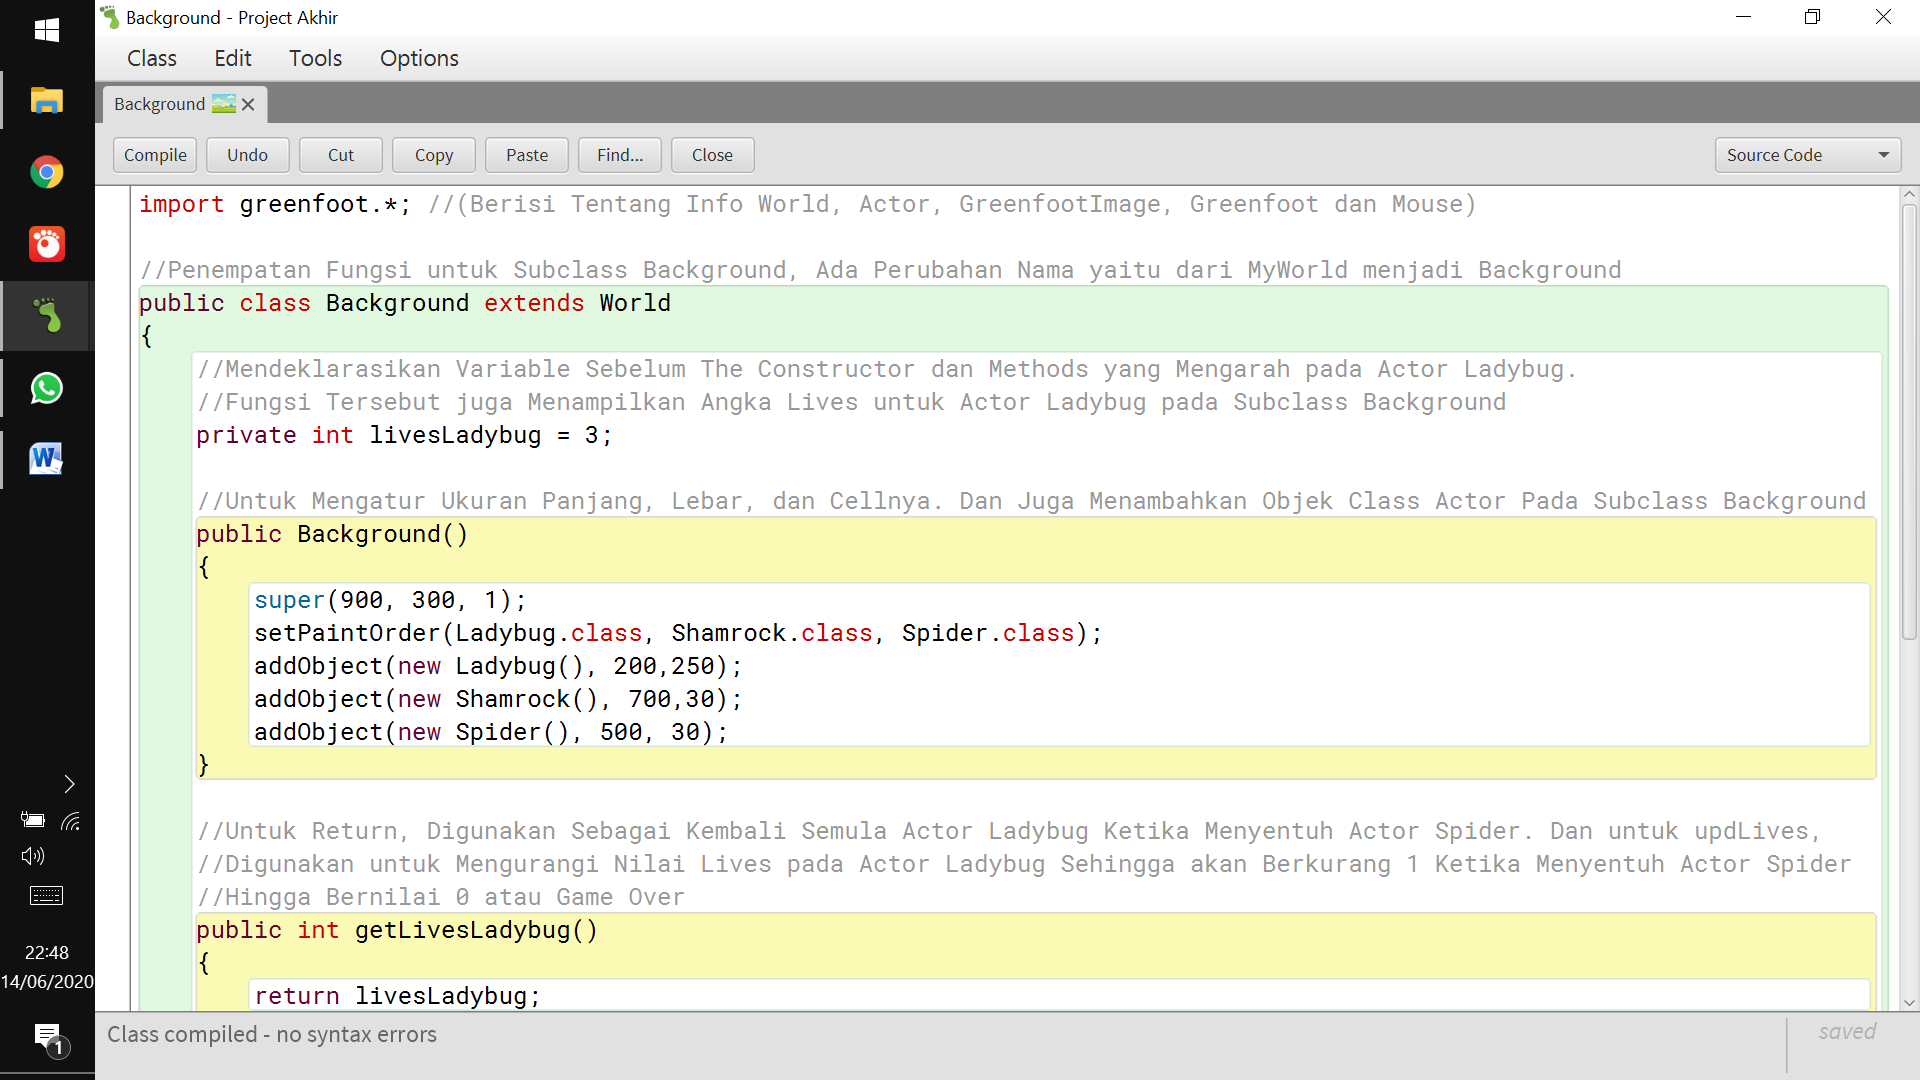 Background - Project Akhir
Class Edit Tools Options
Background
Compile Undo Cut Copy Paste Find... Close Source Code
import greenfoot.*; //(Berisi Tentang Info World, Actor, GreenfootImage, Greenfoot dan Mouse)
//Penempatan Fungsi untuk Subclass Background, Ada Perubahan Nama yaitu dari MyWorld menjadi Background
public class Background extends World
{
//Mendeklarasikan Variable Sebelum The Constructor dan Methods yang Mengarah pada Actor Ladybug.
//Fungsi Tersebut juga Menampilkan Angka Lives untuk Actor Ladybug pada Subclass Background
private int livesLadybug = 3;
//Untuk Mengatur Ukuran Panjang, Lebar, dan Cellnya. Dan Juga Menambahkan Objek Class Actor Pada Subclass Background
public Background()
{
super(900, 300, 1);
setPaintOrder(Ladybug.class, Shamrock.class, Spider.class);
addObject(new Ladybug(), 200,250);
addObject(new Shamrock(), 700,30);
addObject(new Spider(), 500, 30);
}
//Untuk Return, Digunakan Sebagai Kembali Semula Actor Ladybug Ketika Menyentuh Actor Spider. Dan untuk updLives,
//Digunakan untuk Mengurangi Nilai Lives pada Actor Ladybug Sehingga akan Berkurang 1 Ketika Menyentuh Actor Spider
//Hingga Bernilai 0 atau Game Over
public int getLivesLadybug()
{
return livesLadybug;
Class compiled - no syntax errors
saved
22:48
14/06/2020
1